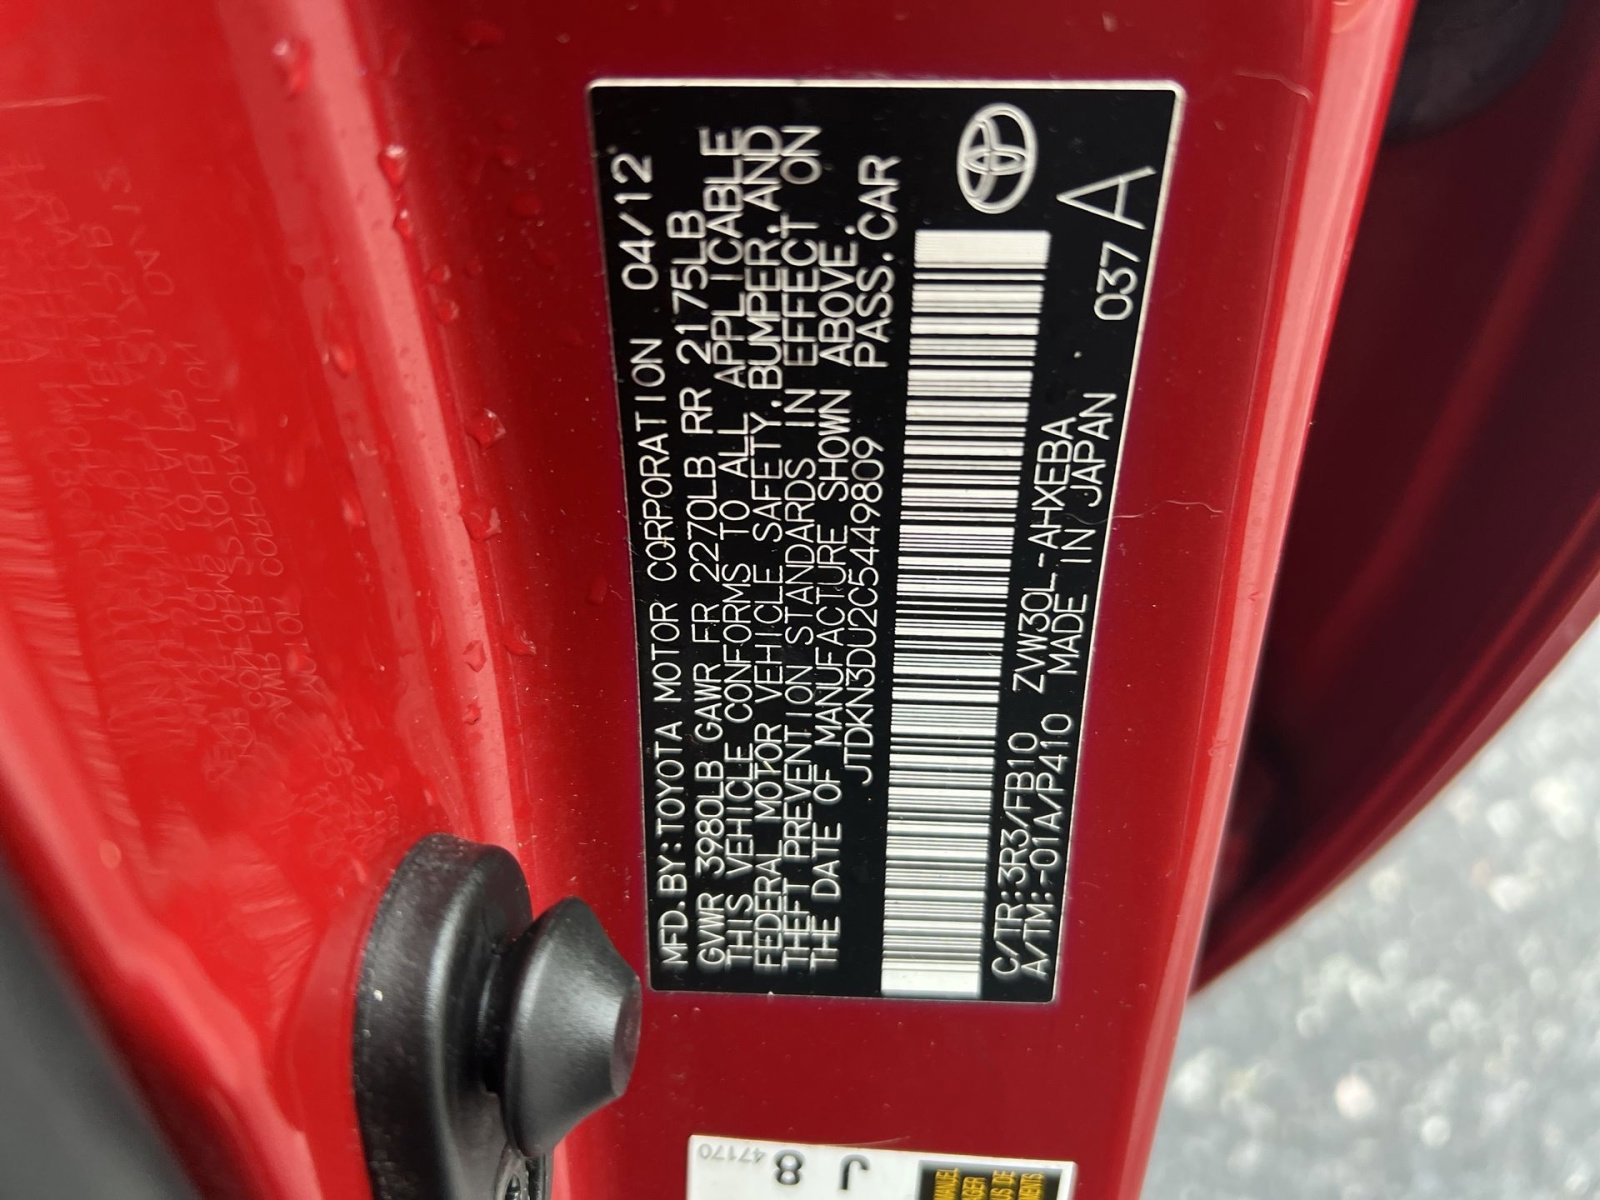 MFD.BY:TOYOTA MOTOR CORPORATION 04/12
GVWR 3980LB GAWR FR 2270LB RR 2175LB
THIS VEHICLE CONFORMS TO ALL APPLICABLE
FEDERAL MOTOR VEHICLE SAFETY,BUMPER,AND
THEFT PREVENTION STANDARDS IN EFFECT ON
THE DATE OF MANUFACTURE SHOWN ABOVE.
JTDKN3DU2C5449809 PASS.CAR
C/TR:3R3/FB10 ZVW30L-AHXEBA
A/TM:-01A/P410 MADE IN JAPAN 037 A
47170
J 8